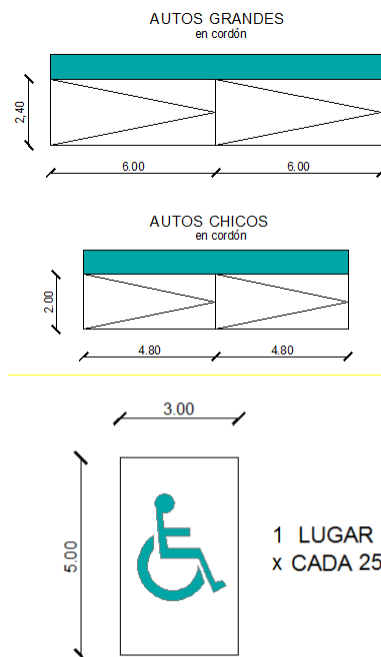 AUTOS GRANDES
en cordón
2,40
6.00 6.00
AUTOS CHICOS
en cordón
2.00
4.80 4.80
3.00
5.00
1 LUGAR
x CADA 25